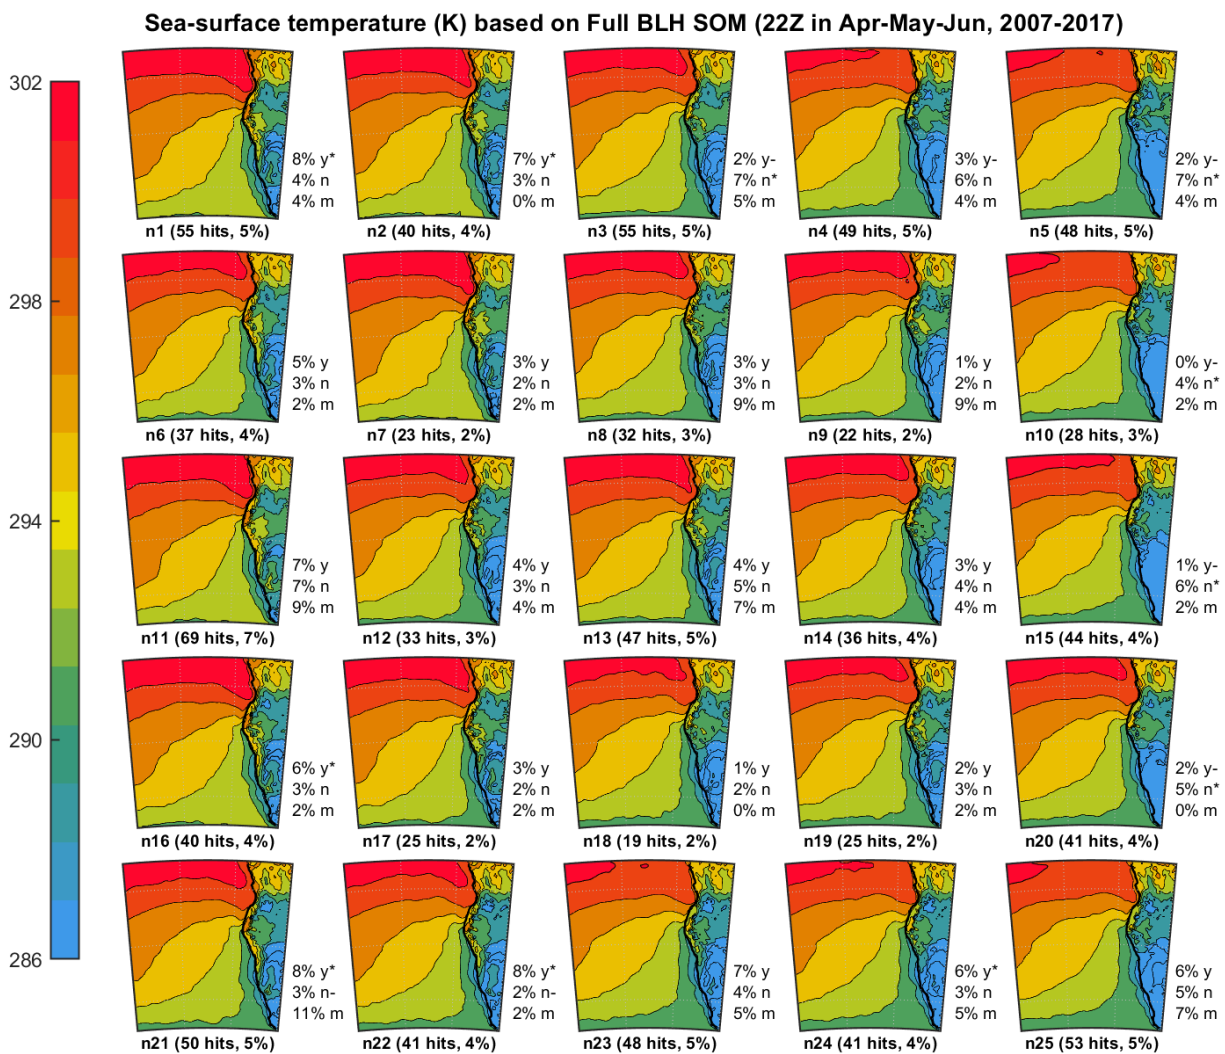 Sea-surface temperature (K) based on Full BLH SOM (22Z in Apr-May-Jun, 2007-2017)
302
298
294
290
286
8% y*
4% n
4% m
n1 (55 hits, 5%)
7% y*
3% n
0% m
n2 (40 hits, 4%)
2% y-
7% n*
5% m
n3 (55 hits, 5%)
3% y-
6% n
4% m
n4 (49 hits, 5%)
2% y-
7% n*
4% m
n5 (48 hits, 5%)
5% y
3% n
2% m
n6 (37 hits, 4%)
3% y
2% n
2% m
n7 (23 hits, 2%)
3% y
3% n
9% m
n8 (32 hits, 3%)
1% y
2% n
9% m
n9 (22 hits, 2%)
0% y-
4% n*
2% m
n10 (28 hits, 3%)
7% y
7% n
9% m
n11 (69 hits, 7%)
4% y
3% n
4% m
n12 (33 hits, 3%)
4% y
5% n
7% m
n13 (47 hits, 5%)
3% y
4% n
4% m
n14 (36 hits, 4%)
1% y-
6% n*
2% m
n15 (44 hits, 4%)
6% y*
3% n
2% m
n16 (40 hits, 4%)
3% y
2% n
2% m
n17 (25 hits, 2%)
1% y
2% n
0% m
n18 (19 hits, 2%)
2% y
3% n
2% m
n19 (25 hits, 2%)
2% y-
5% n*
0% m
n20 (41 hits, 4%)
8% y*
3% n-
11% m
n21 (50 hits, 5%)
8% y*
2% n-
2% m
n22 (41 hits, 4%)
7% y
4% n
5% m
n23 (48 hits, 5%)
6% y*
3% n
5% m
n24 (41 hits, 4%)
6% y
5% n
7% m
n25 (53 hits, 5%)